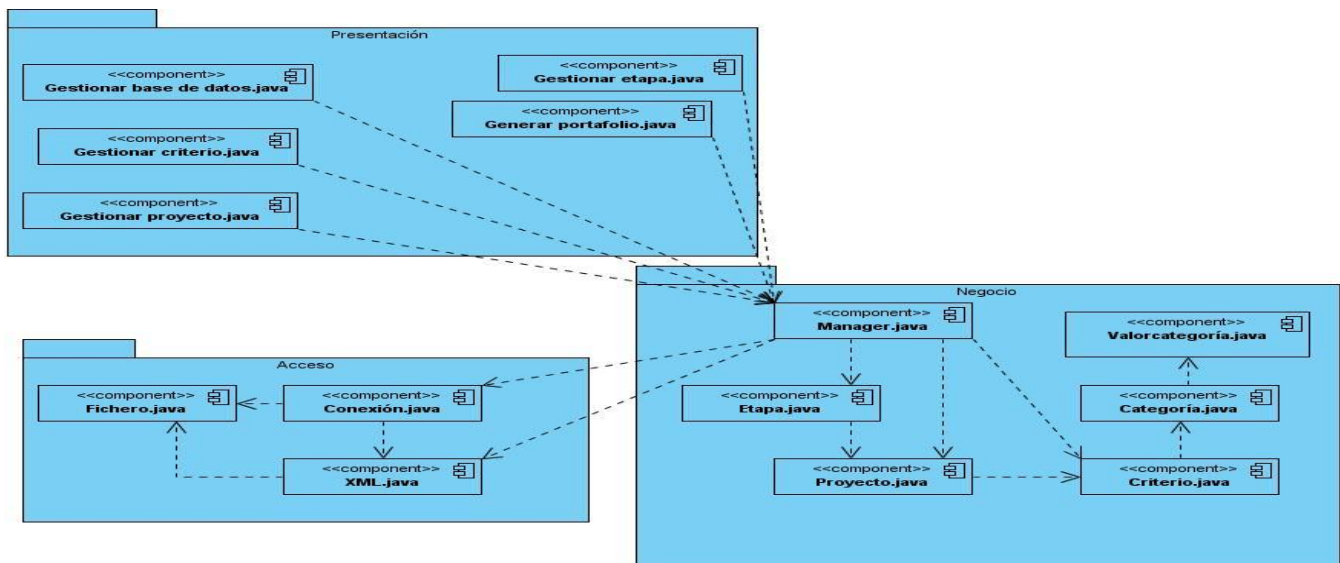 Presentación
<<component>>
Gestionar base de datos.java
<<component>>
Gestionar criterio.java
<<component>>
Gestionar proyecto.java
<<component>>
Gestionar etapa.java
<<component>>
Generar portafolio.java
Acceso
<<component>>
Fichero.java
<<component>>
Conexión.java
<<component>>
XML.java
Negocio
<<component>>
Manager.java
<<component>>
Valorcategoría.java
<<component>>
Etapa.java
<<component>>
Categoría.java
<<component>>
Proyecto.java
<<component>>
Criterio.java